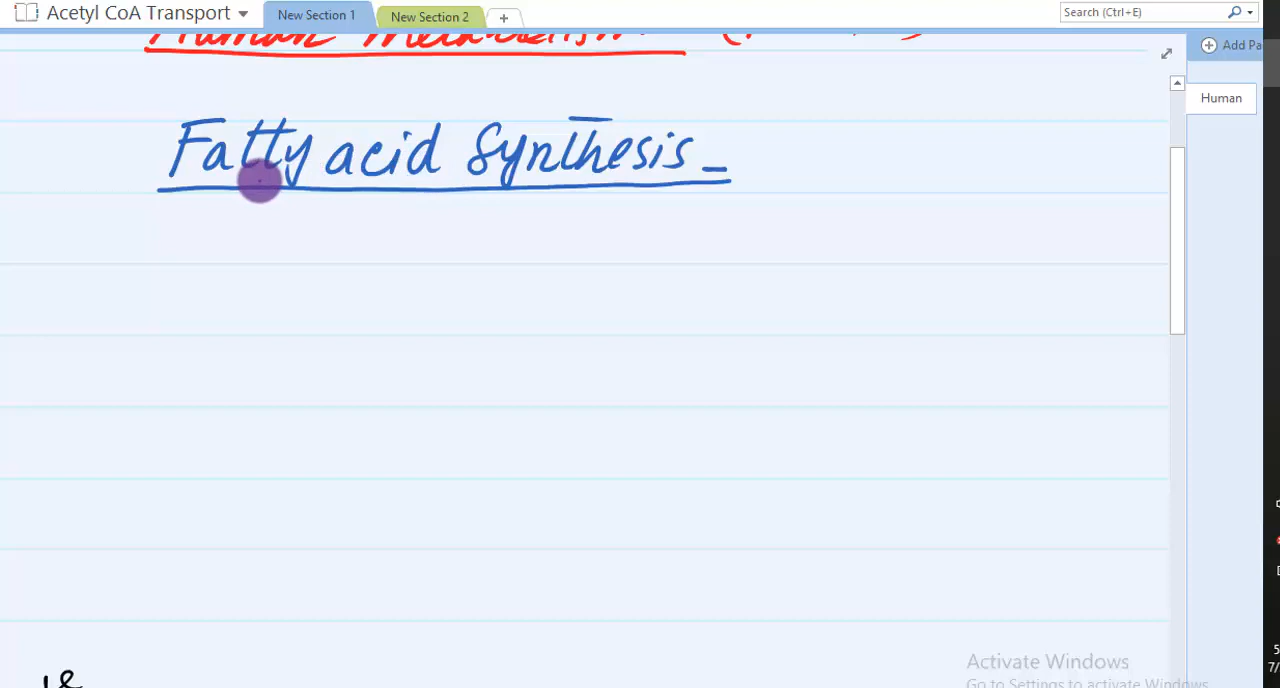 Acetyl CoA Transport New Section 1 New Section 2 + Search (Ctrl+E)
Human
Add Pa
Fatty acid Synthesis -
Human
Activate Windows
Go to Settings to activate Windows